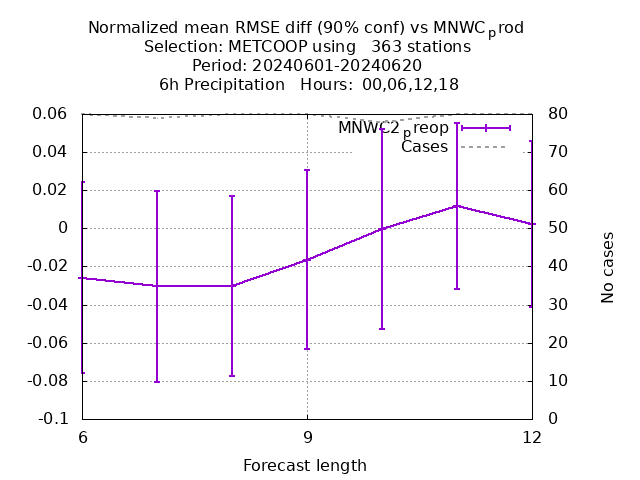 Normalized mean RMSE diff (90% conf) vs MNWCprod
Selection: METCOOP using   363 stations
Period: 20240601-20240620
6h Precipitation   Hours:  00,06,12,18
MNWC2preop
Cases
0.06
0.04
0.02
0
-0.02
-0.04
-0.06
-0.08
-0.1
80
70
60
50
40
30
20
10
0
No cases
6
9
12
Forecast length